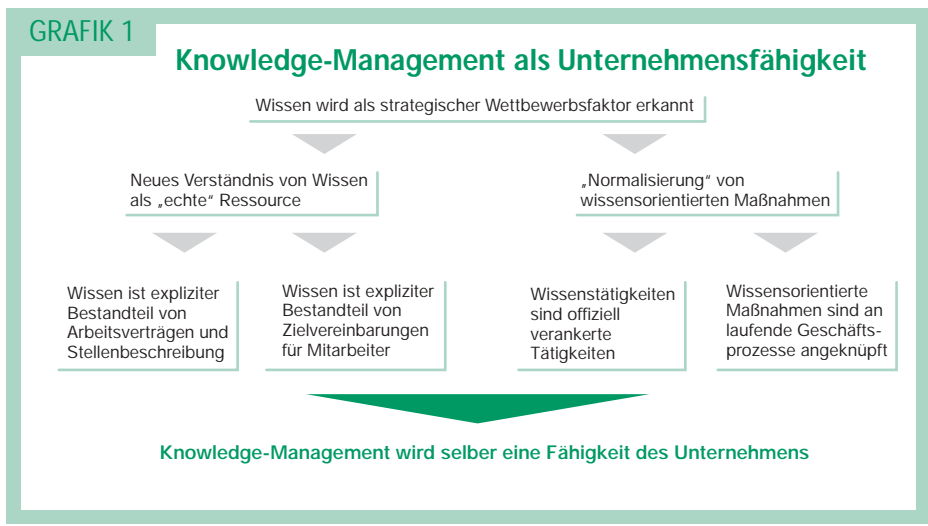 GRAFIK 1
Knowledge-Management als Unternehmensfähigkeit
Wissen wird als strategischer Wettbewerbsfaktor erkannt
Neues Verständnis von Wissen
als „echte“ Ressource
„Normalisierung“ von
wissensorientierten Maßnahmen
Wissen ist expliziter
Bestandteil von
Arbeitsverträgen und
Stellenbeschreibung
Wissen ist expliziter
Bestandteil von
Zielvereinbarungen
für Mitarbeiter
Wissenstätigkeiten
sind offiziell
verankerte
Tätigkeiten
Wissensorientierte
Maßnahmen sind an
laufende Geschäfts-
prozesse angeknüpft
Knowledge-Management wird selber eine Fähigkeit des Unternehmens